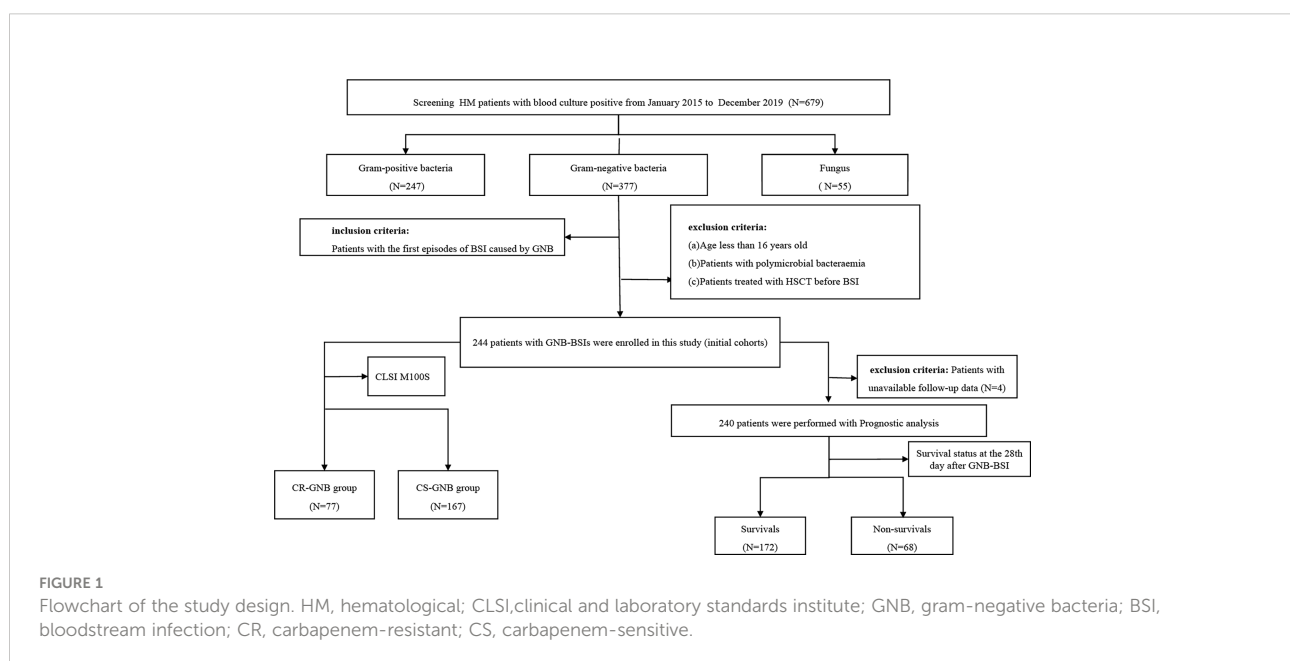 Screening HM patients with blood culture positive from January 2015 to December 2019 (N=679)
Gram-positive bacteria
(N=247)
Gram-negative bacteria
(N=377)
Fungus
( N=55)
inclusion criteria:
Patients with the first episodes of BSI caused by GNB
exclusion criteria:
(a)Age less than 16 years old
(b)Patients with polymicrobial bacteraemia
(c)Patients treated with HSCT before BSI
244 patients with GNB-BSIs were enrolled in this study (initial cohorts)
CLSI M100S
exclusion criteria: Patients with
unavailable follow-up data (N=4)
240 patients were performed with Prognostic analysis
Survival status at the 28th
day after GNB-BSI
CR-GNB group
(N=77)
CS-GNB group
(N=167)
Survivals
(N=172)
Non-survivals
(N=68)
FIGURE 1
Flowchart of the study design. HM, hematological; CLSI,clinical and laboratory standards institute; GNB, gram-negative bacteria; BSI,
bloodstream infection; CR, carbapenem-resistant; CS, carbapenem-sensitive.